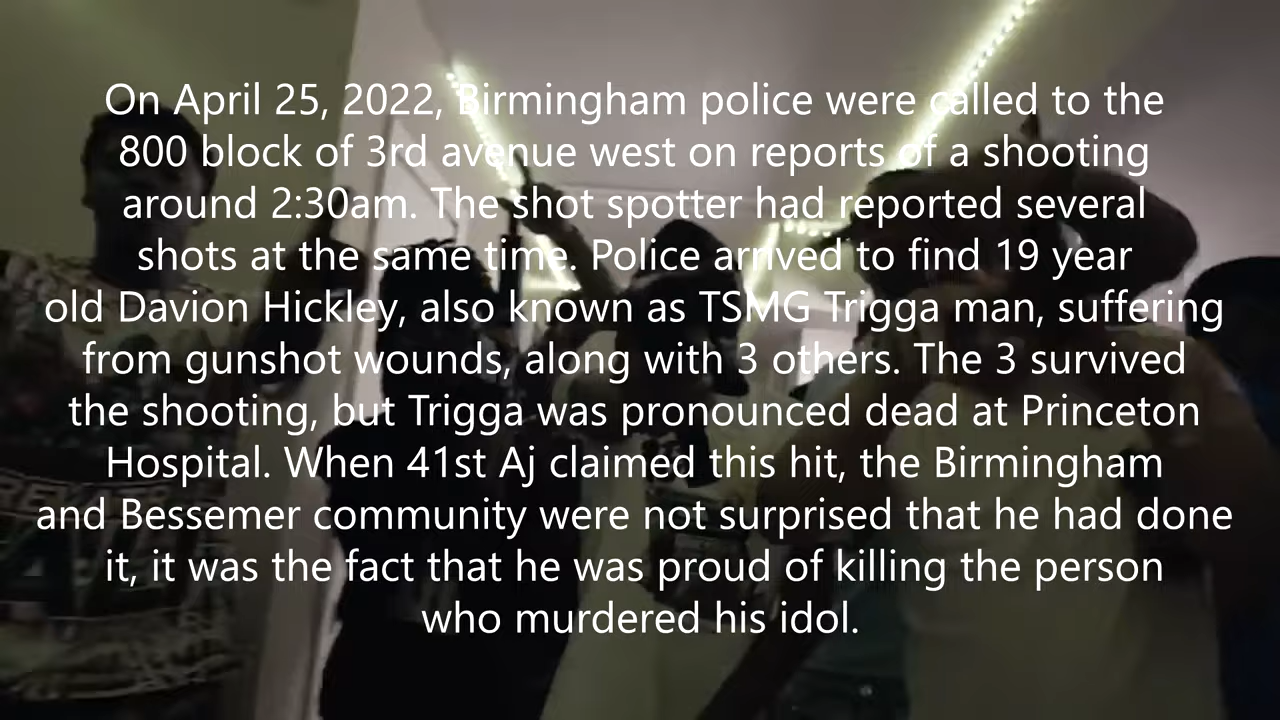 On April 25, 2022, Birmingham police were called to the
800 block of 3rd avenue west on reports of a shooting
around 2:30am. The shot spotter had reported several
shots at the same time. Police arrived to find 19 year
old Davion Hickley, also known as TSMG Trigga man, suffering
from gunshot wounds, along with 3 others. The 3 survived
the shooting, but Trigga was pronounced dead at Princeton
Hospital. When 41st Aj claimed this hit, the Birmingham
and Bessemer community were not surprised that he had done
it, it was the fact that he was proud of killing the person
who murdered his idol.